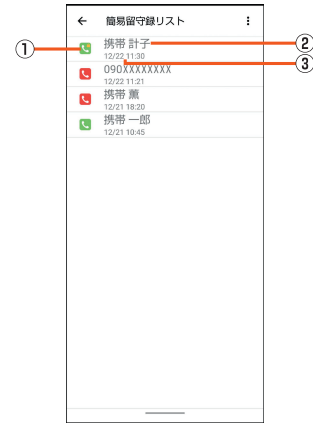 簡易留守録リスト
①
携帯 計子
②
12/22 11:30
③
090XXXXXXXX
12/22 11:21
携帯 薫
12/21 18:20
携帯 一郎
12/21 10:45